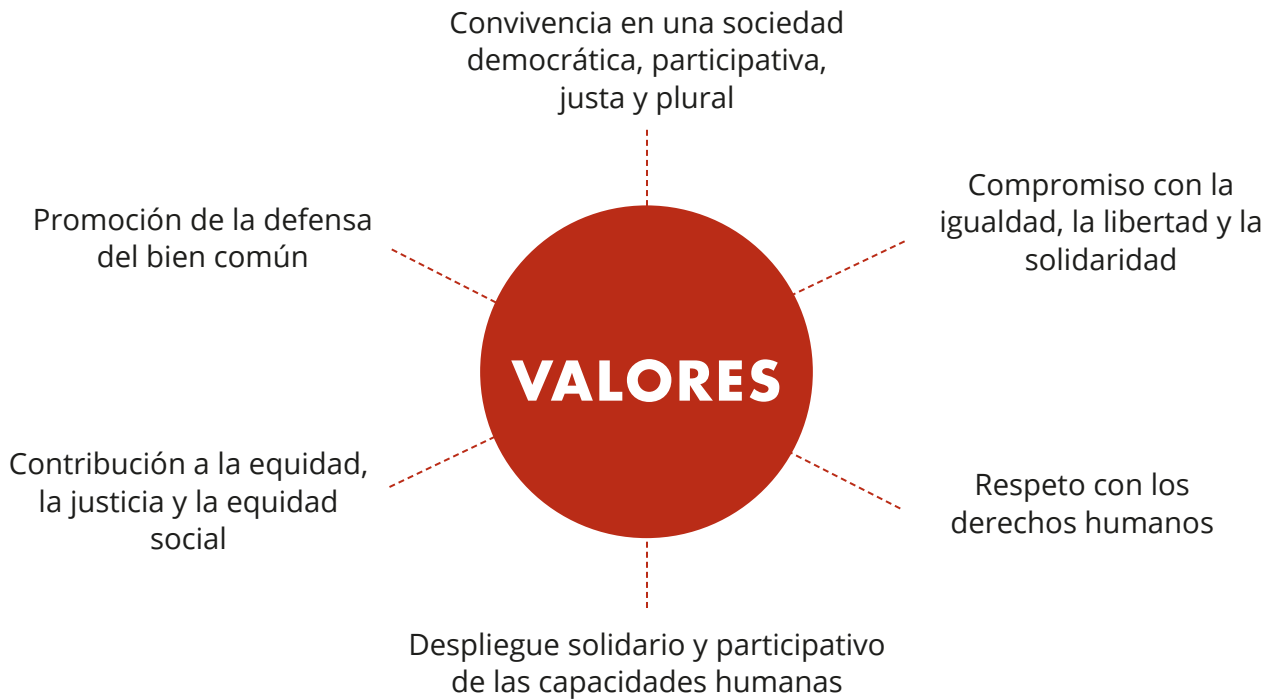 Convivencia en una sociedad
democrática, participativa,
justa y plural
Compromiso con la
igualdad, la libertad y la
solidaridad
Promoción de la defensa
del bien común
VALORES
Contribución a la equidad,
la justicia y la equidad
social
Respeto con los
derechos humanos
Despliegue solidario y participativo
de las capacidades humanas